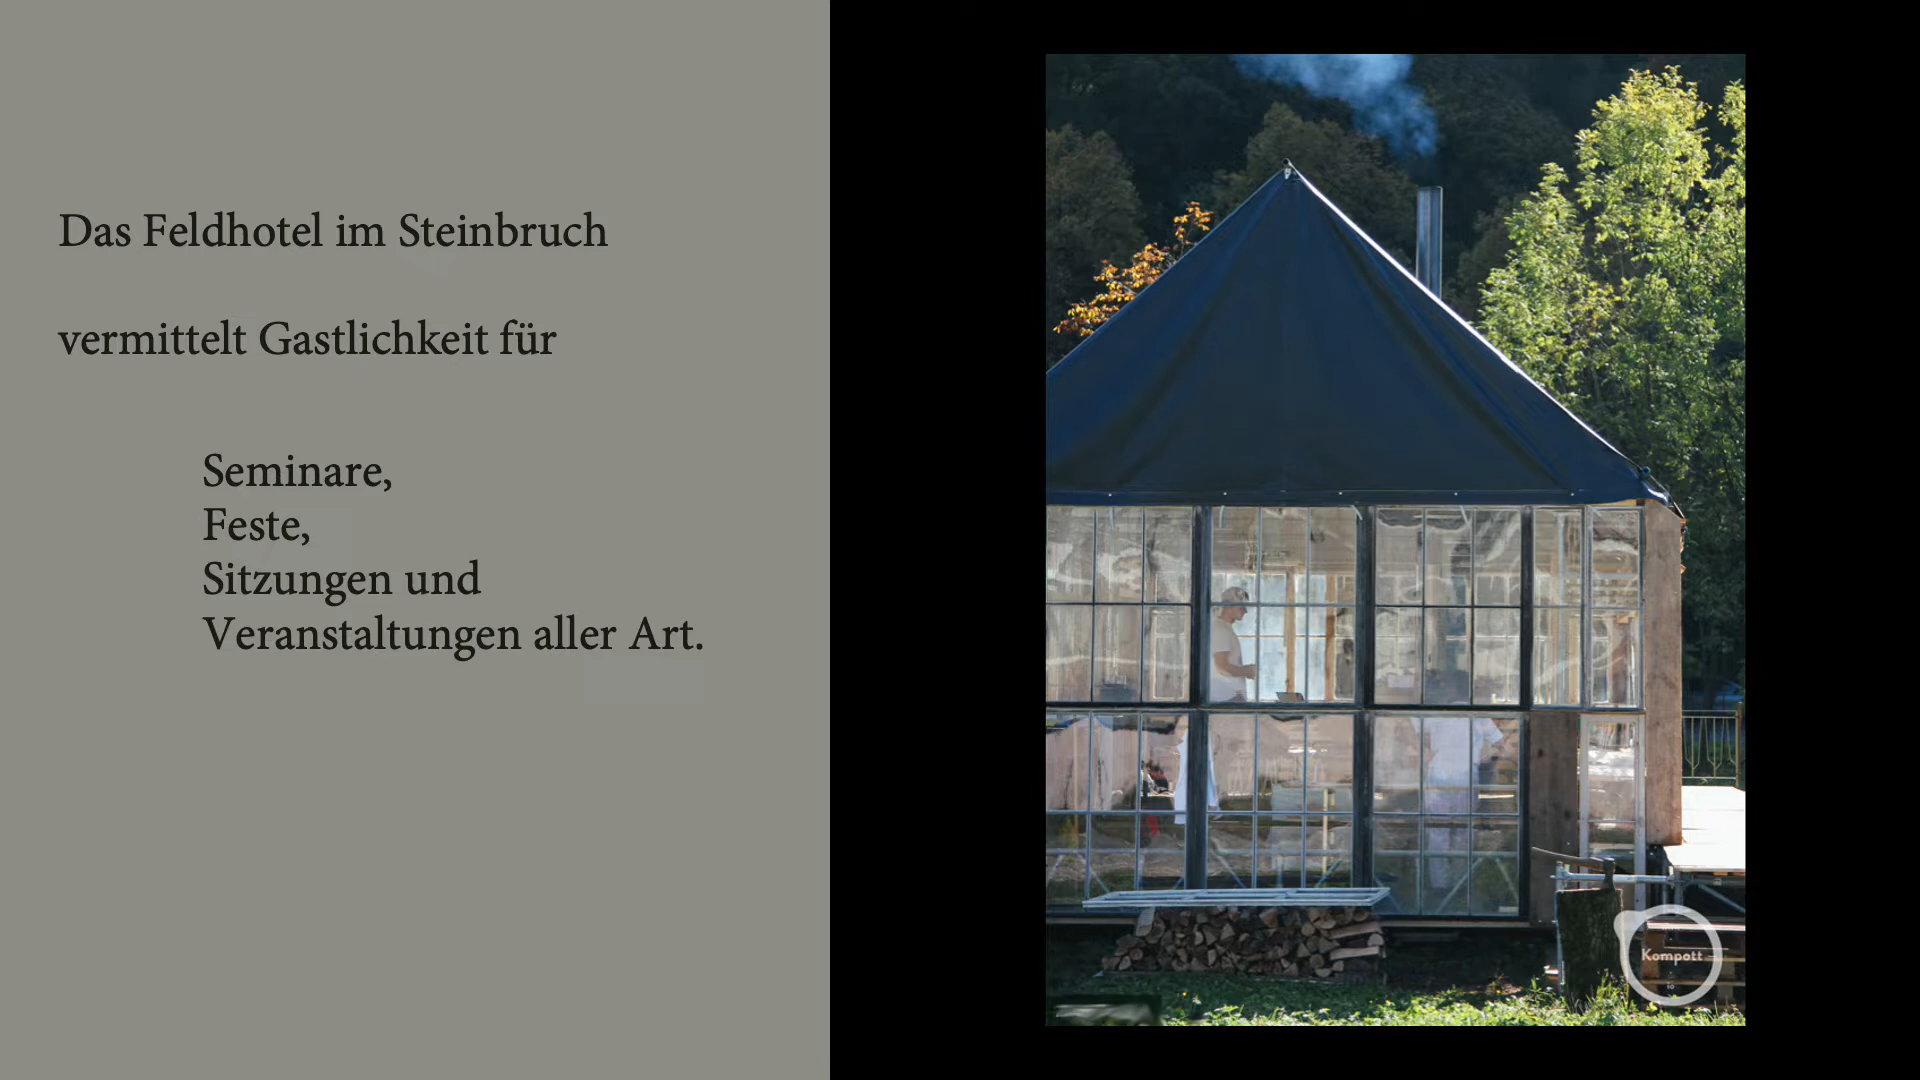 Das Feldhotel im Steinbruch
vermittelt Gastlichkeit für
Seminare,
Feste,
Sitzungen und
Veranstaltungen aller Art.
Kompott